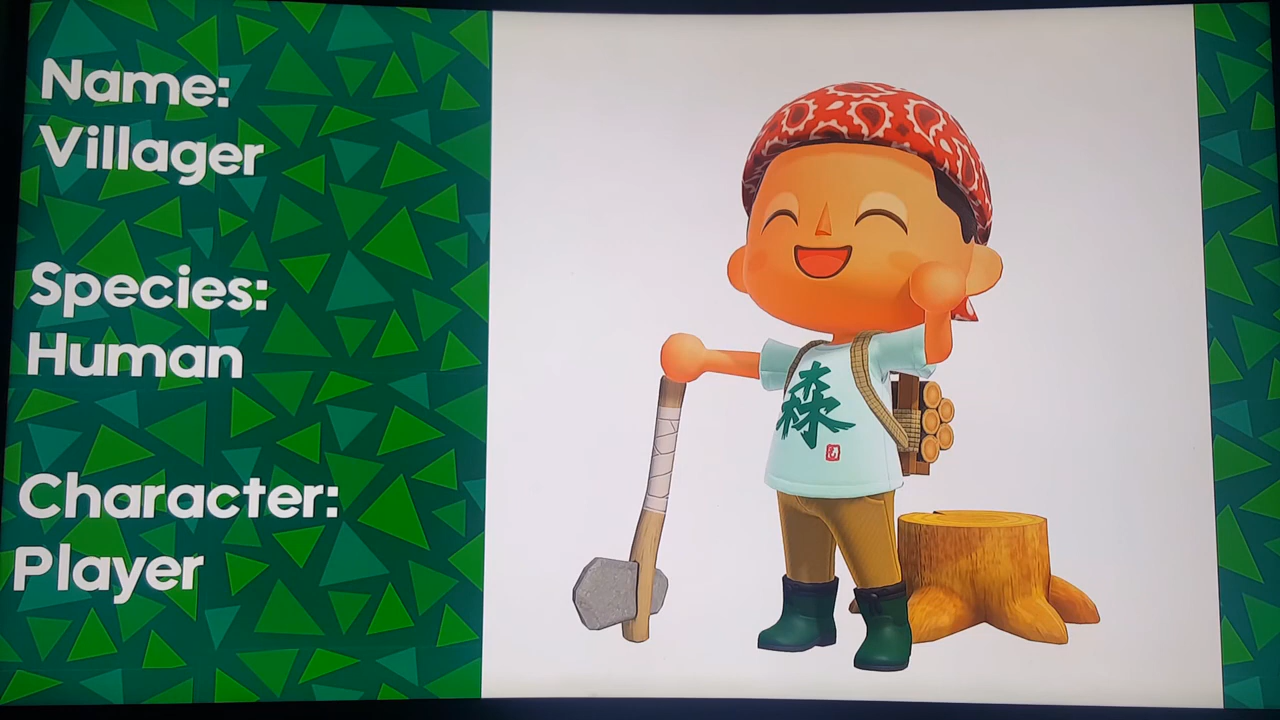 Name:
Villager
Species:
Human
Character:
Player
森